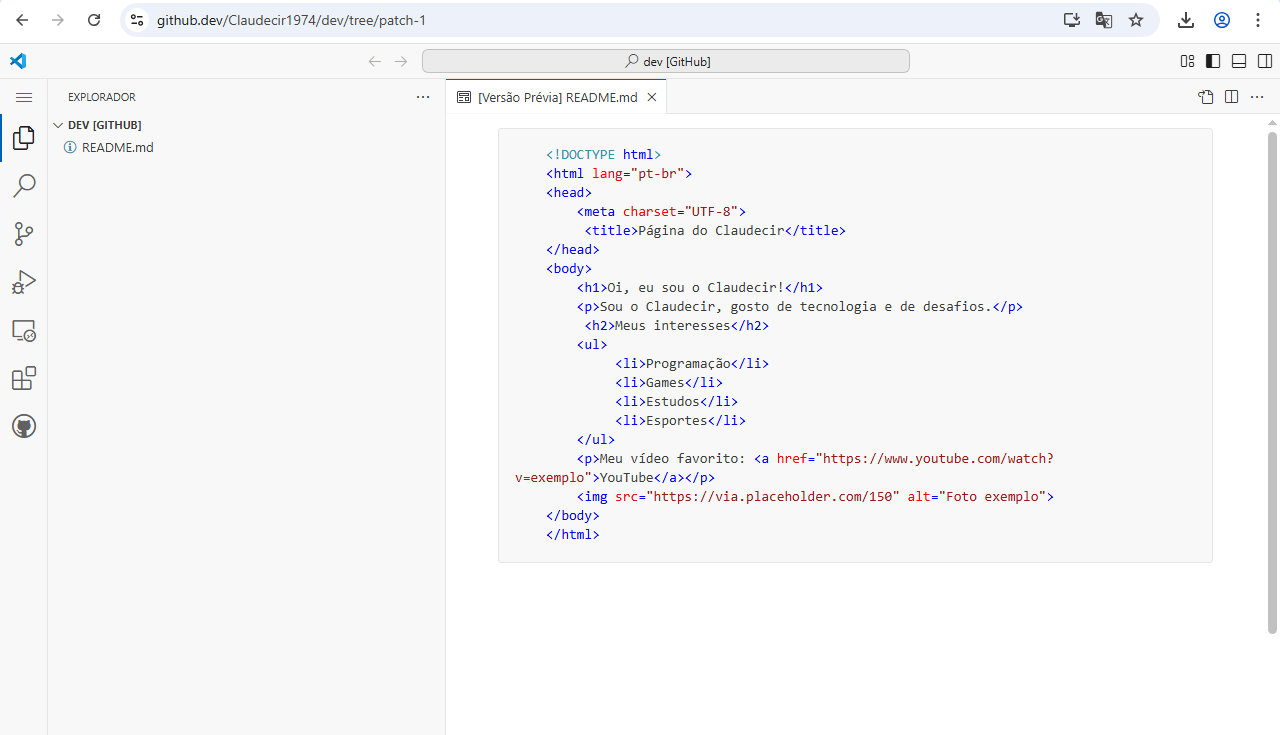 github.dev/Claudecir1974/dev/tree/patch-1
dev [GitHub]
EXPLORADOR
[Versão Prévia] README.md
DEV [GITHUB]
README.md
<!DOCTYPE html>
<html lang="pt-br">
<head>
<meta charset="UTF-8">
<title>Página do Claudecir</title>
</head>
<body>
<h1>Oi, eu sou o Claudecir!</h1>
<p>Sou o Claudecir, gosto de tecnologia e de desafios.</p>
<h2>Meus interesses</h2>
<ul>
<li>Programação</li>
<li>Games</li>
<li>Estudos</li>
<li>Esportes</li>
</ul>
<p>Meu vídeo favorito: <a href="https://www.youtube.com/watch?
v=exemplo">YouTube</a></p>
<img src="https://via.placeholder.com/150" alt="Foto exemplo">
</body>
</html>